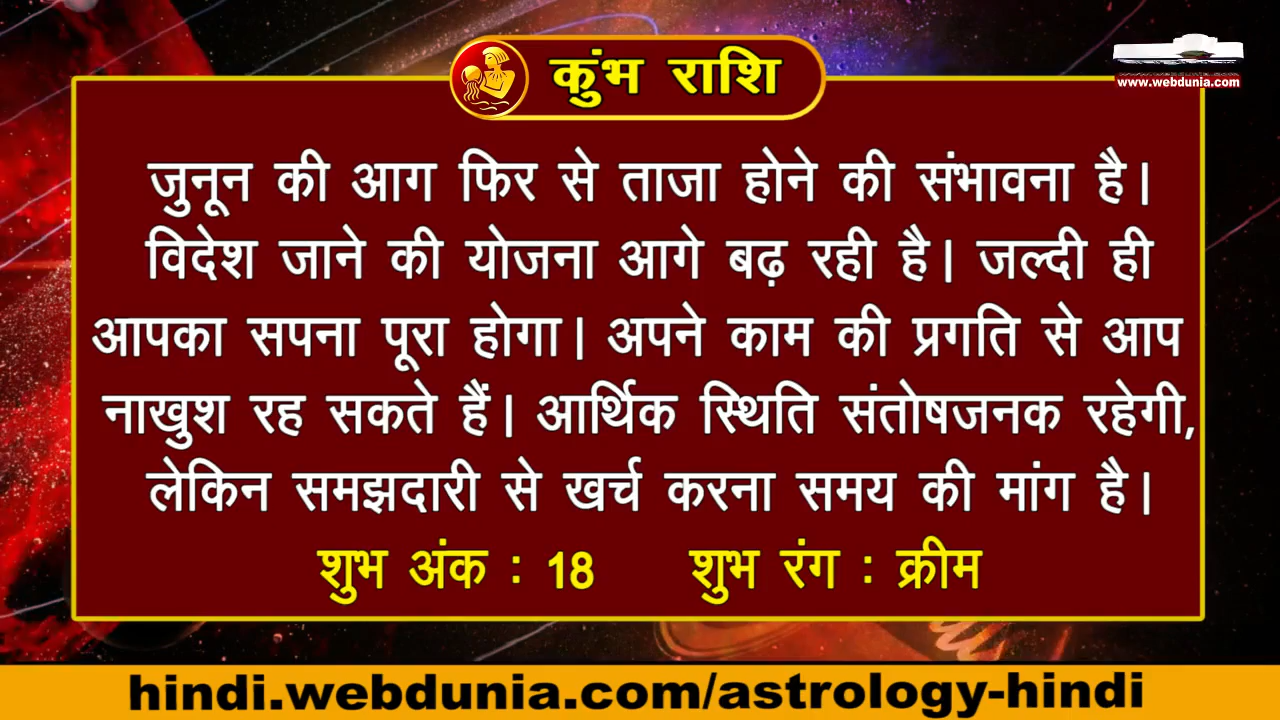 कुंभ राशि
www.webdunia.com
जुनून की आग फिर से ताजा होने की संभावना है।
विदेश जाने की योजना आगे बढ़ रही है। जल्दी ही
आपका सपना पूरा होगा। अपने काम की प्रगति से आप
नाखुश रह सकते हैं। आर्थिक स्थिति संतोषजनक रहेगी,
लेकिन समझदारी से खर्च करना समय की मांग है।
शुभ अंक : 18 शुभ रंग : क्रीम
hindi.webdunia.com/astrology-hindi